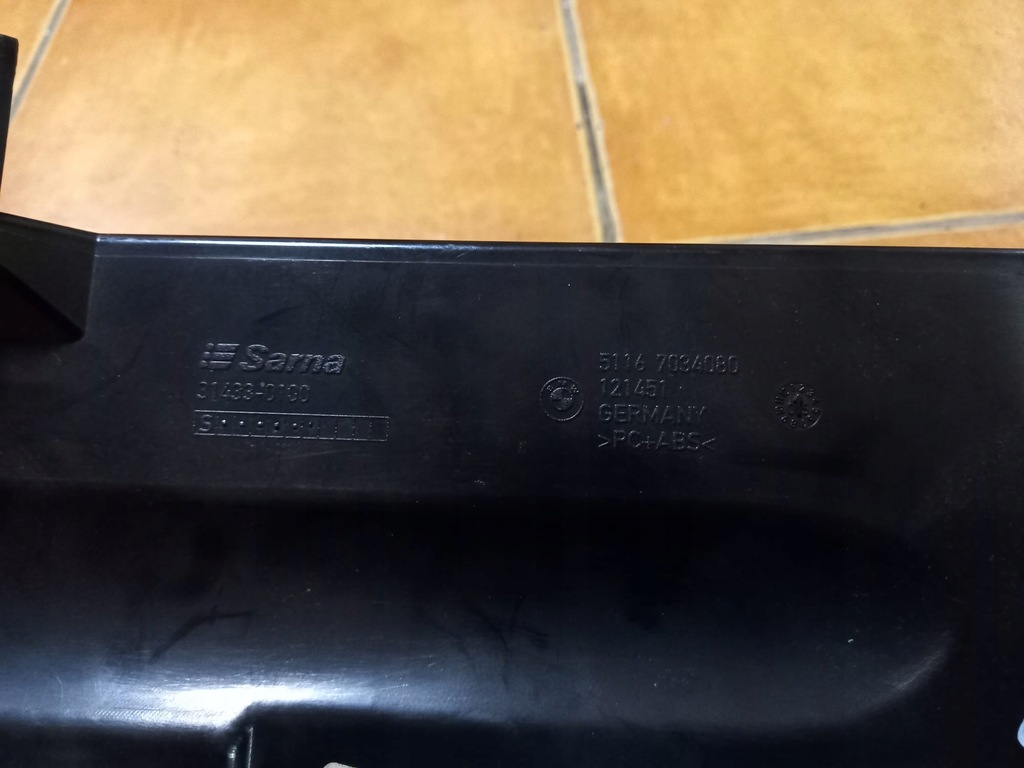 Sarna
31433-0100
S
5116 7034080
121451
GERMANY
>PC+ABS<